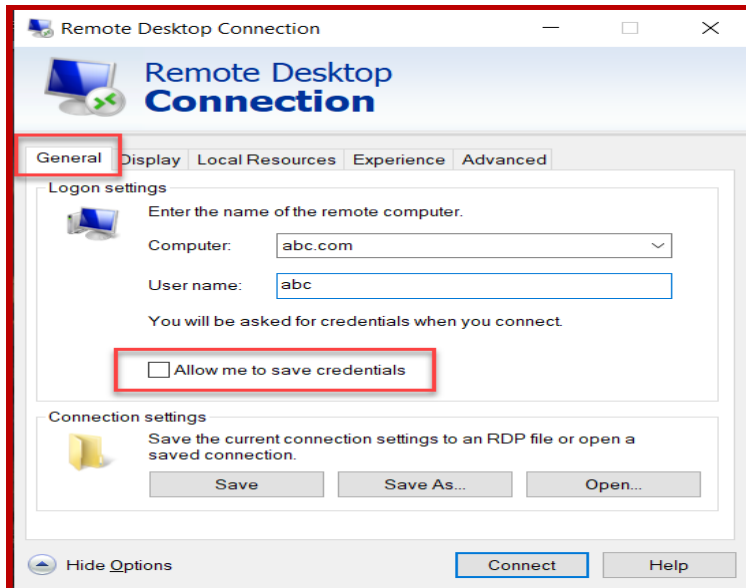 Remote Desktop Connection
Remote Desktop
Connection
General Display Local Resources Experience Advanced
Logon settings
Enter the name of the remote computer.
Computer: abc.com
User name: abc
You will be asked for credentials when you connect.
Allow me to save credentials
Connection settings
Save the current connection settings to an RDP file or open a
saved connection.
Save Save As... Open...
Hide Options Connect Help